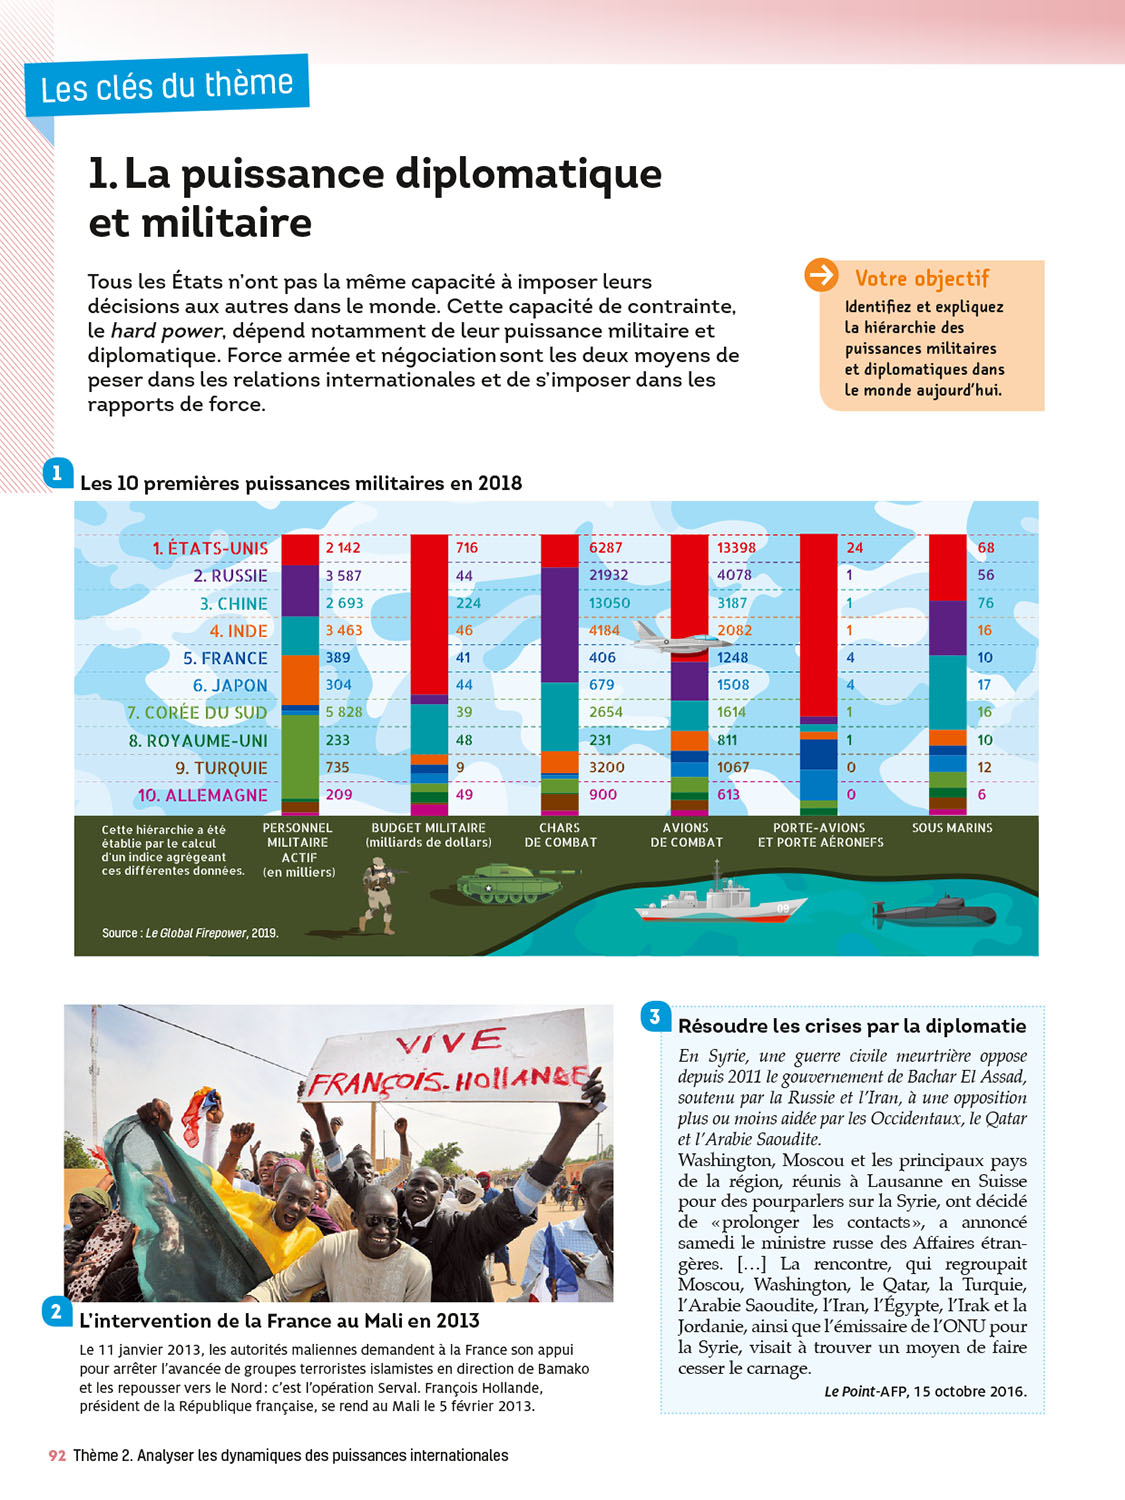 Les clés du thème
1. La puissance diplomatique
et militaire
Tous les États n'ont pas la même capacité à imposer leurs
décisions aux autres dans le monde. Cette capacité de contrainte,
le hard power, dépend notamment de leur puissance militaire et
diplomatique. Force armée et négociation sont les deux moyens de
peser dans les relations internationales et de s'imposer dans les
rapports de force.
Votre objectif
Identifiez et expliquez
la hiérarchie des
puissances militaires
et diplomatiques dans
le monde aujourd'hui.
1
Les 10 premières puissances militaires en 2018
1. ÉTATS-UNIS 2 142 716 6287 13398 24 68
2. RUSSIE 3 587 44 21932 4078 1 56
3. CHINE 2 693 224 13050 3187 1 76
4. INDE 3 463 46 4184 2082 1 16
5. FRANCE 389 41 406 1248 4 10
6. JAPON 304 44 679 1508 4 17
7. CORÉE DU SUD 5 828 39 2654 1614 1 16
8. ROYAUME-UNI 233 48 231 811 1 10
9. TURQUIE 735 9 3200 1067 0 12
10. ALLEMAGNE 209 49 900 613 0 6
Cette hiérarchie a été
établie par le calcul
d'un indice agrégeant
ces différentes données.
PERSONNEL
MILITAIRE
ACTIF
(en milliers)
BUDGET MILITAIRE
(milliards de dollars)
CHARS
DE COMBAT
AVIONS
DE COMBAT
PORTE-AVIONS
ET PORTE AÉRONEFS
SOUS MARINS
09
Source : Le Global Firepower, 2019.
VIVE
FRANÇOIS-HOLLANDE
2
L'intervention de la France au Mali en 2013
Le 11 janvier 2013, les autorités maliennes demandent à la France son appui
pour arrêter l'avancée de groupes terroristes islamistes en direction de Bamako
et les repousser vers le Nord : c'est l'opération Serval. François Hollande,
président de la République française, se rend au Mali le 5 février 2013.
3
Résoudre les crises par la diplomatie
En Syrie, une guerre civile meurtrière oppose
depuis 2011 le gouvernement de Bachar El Assad,
soutenu par la Russie et l'Iran, à une opposition
plus ou moins aidée par les Occidentaux, le Qatar
et l'Arabie Saoudite.
Washington, Moscou et les principaux pays
de la région, réunis à Lausanne en Suisse
pour des pourparlers sur la Syrie, ont décidé
de « prolonger les contacts », a annoncé
samedi le ministre russe des Affaires étran-
gères. […] La rencontre, qui regroupait
Moscou, Washington, le Qatar, la Turquie,
l'Arabie Saoudite, l'Iran, l'Égypte, l'Irak et la
Jordanie, ainsi que l'émissaire de l'ONU pour
la Syrie, visait à trouver un moyen de faire
cesser le carnage.
Le Point-AFP, 15 octobre 2016.
92 Thème 2. Analyser les dynamiques des puissances internationales